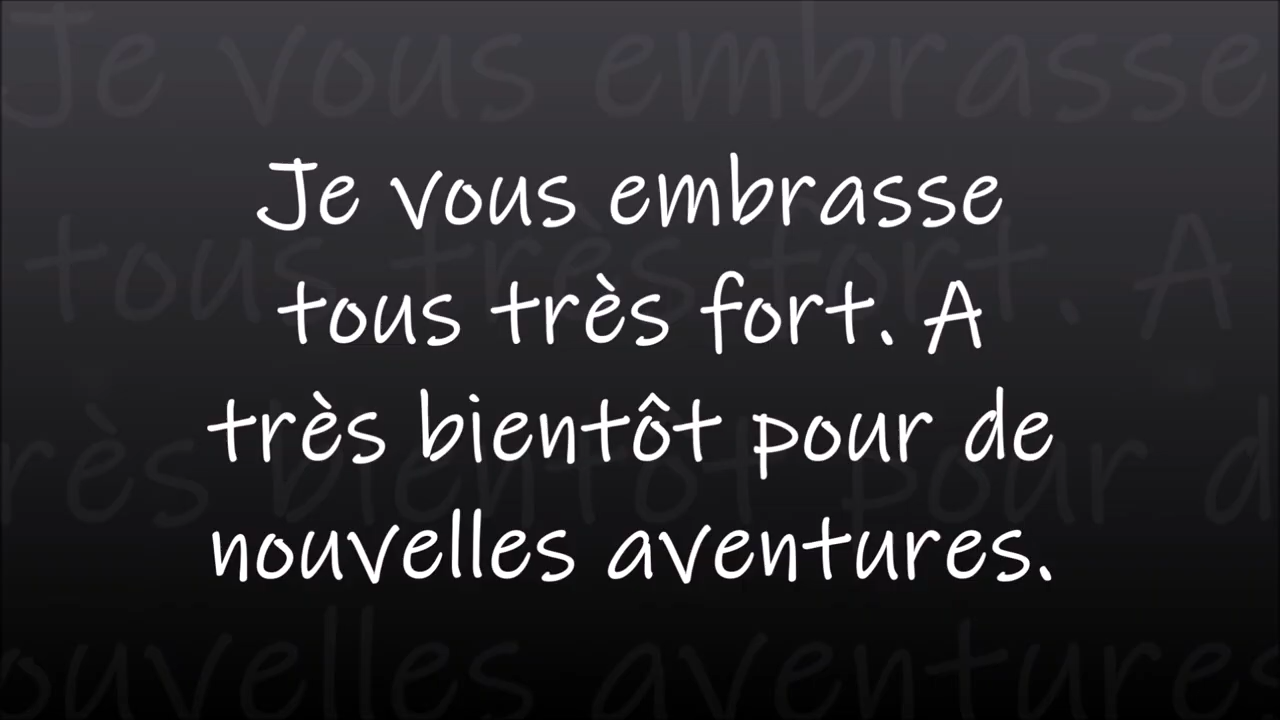 Je vous embrasse
tous très fort. A
très bientôt pour de
nouvelles aventures.